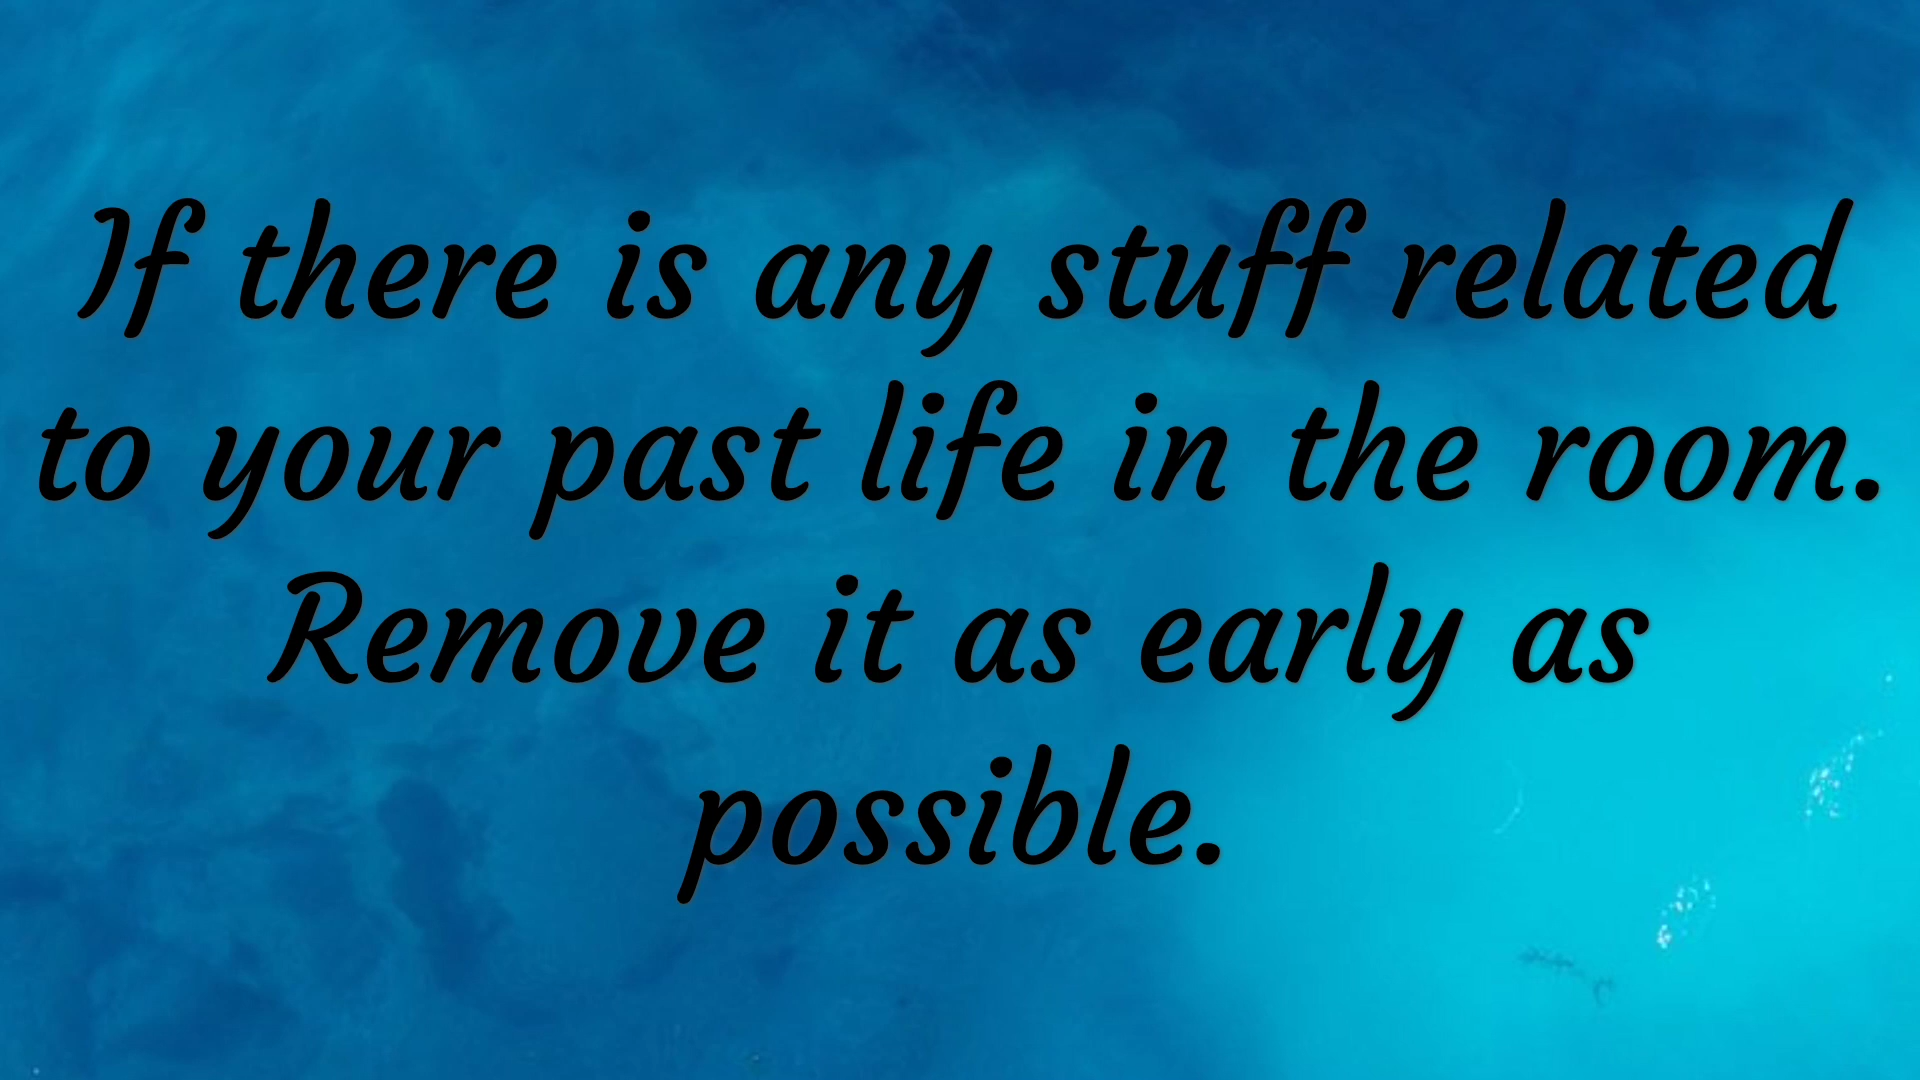 If there is any stuff related
to your past life in the room.
Remove it as early as
possible.